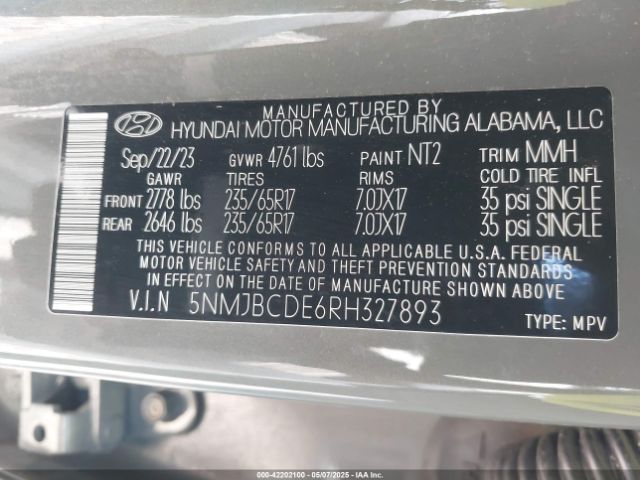 MANUFACTURED BY
HYUNDAI MOTOR MANUFACTURING ALABAMA, LLC
Sep/22/23 GVWR 4761 lbs PAINT NT2 TRIM MMH
GAWR TIRES RIMS COLD TIRE INFL
FRONT 2778 lbs 235/65R17 7.0JX17 35 psi SINGLE
REAR 2646 lbs 235/65R17 7.0JX17 35 psi SINGLE
THIS VEHICLE CONFORMS TO ALL APPLICABLE U.S.A. FEDERAL
MOTOR VEHICLE SAFETY AND THEFT PREVENTION STANDARDS
IN EFFECT ON THE DATE OF MANUFACTURE SHOWN ABOVE.
V.I.N 5NMJBCDE6RH327893
TYPE: MPV
000-42202100 - 05/07/2025 - IAAI.COM